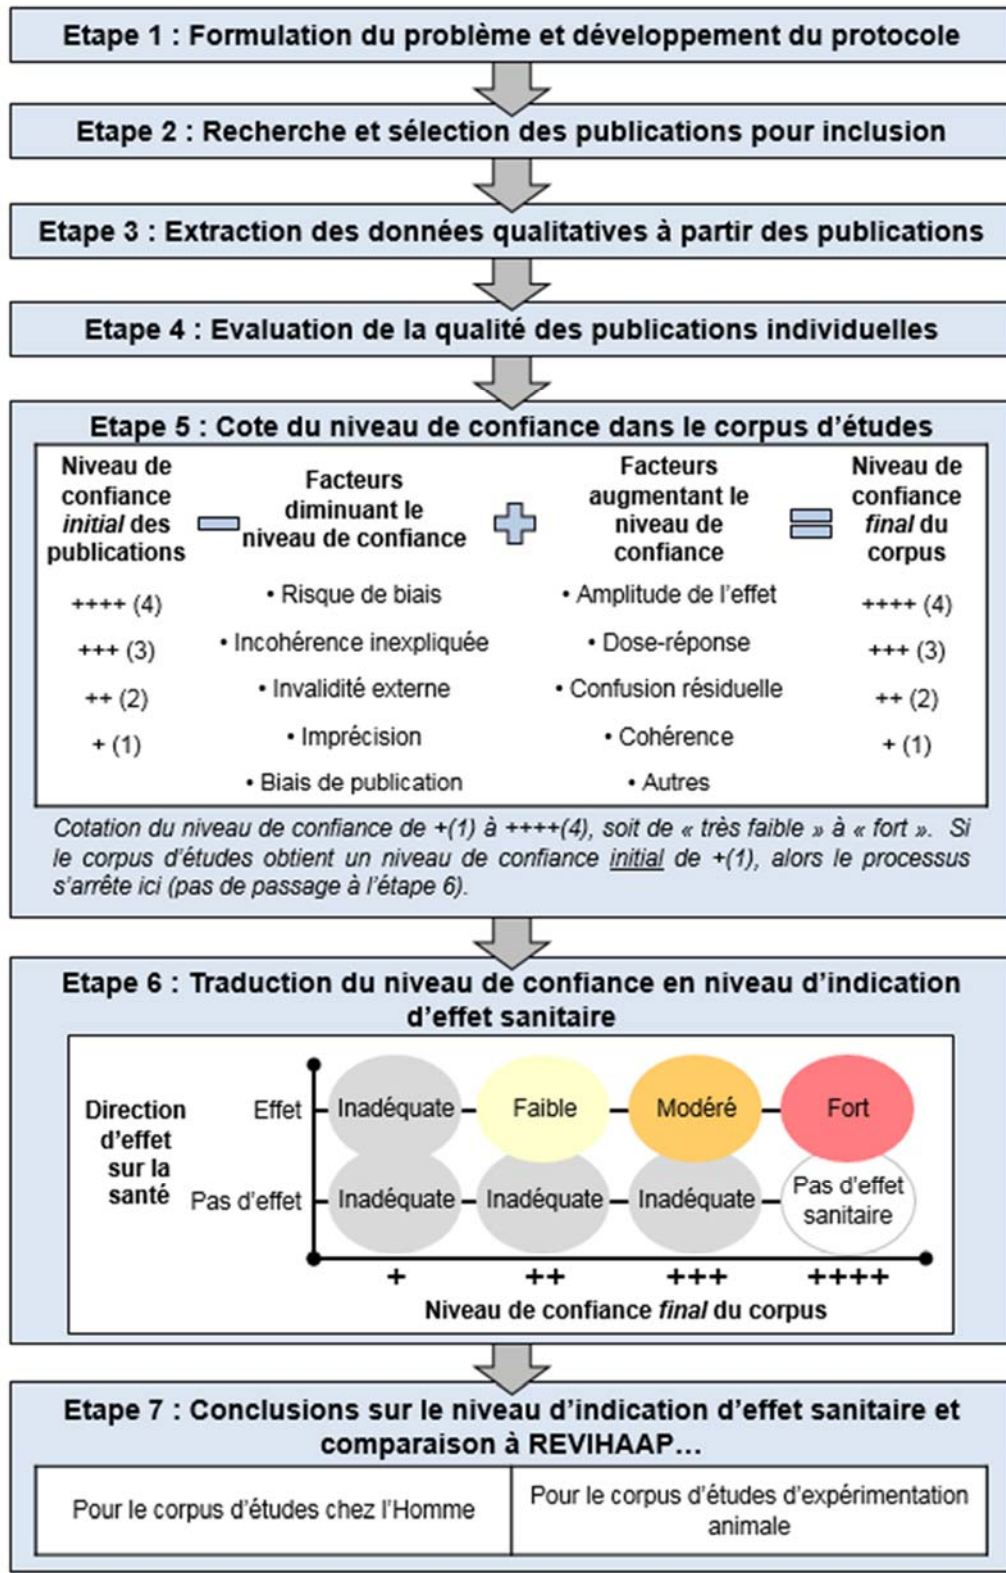 Etape 1 : Formulation du problème et développement du protocole
Etape 2 : Recherche et sélection des publications pour inclusion
Etape 3 : Extraction des données qualitatives à partir des publications
Etape 4 : Evaluation de la qualité des publications individuelles
Etape 5 : Cote du niveau de confiance dans le corpus d'études
Niveau de
confiance
initial des
publications
++++ (4)
+++ (3)
++ (2)
+ (1)
Facteurs
diminuant le
niveau de confiance
• Risque de biais
• Incohérence inexpliquée
• Invalidité externe
• Imprécision
• Biais de publication
Facteurs
augmentant le
niveau de
confiance
• Amplitude de l'effet
• Dose-réponse
• Confusion résiduelle
• Cohérence
• Autres
Niveau de
confiance
final du
corpus
++++ (4)
+++ (3)
++ (2)
+ (1)
Cotation du niveau de confiance de +(1) à ++++(4), soit de « très faible » à « fort ». Si
le corpus d'études obtient un niveau de confiance initial de +(1), alors le processus
s'arrête ici (pas de passage à l'étape 6).
Etape 6 : Traduction du niveau de confiance en niveau d'indication
d'effet sanitaire
Direction
d'effet
sur la
santé
Effet
Inadéquate
Faible
Modéré
Fort
Pas d'effet
Inadéquate
Inadéquate
Inadéquate
Pas d'effet
sanitaire
+
++
+++
++++
Niveau de confiance final du corpus
Etape 7 : Conclusions sur le niveau d'indication d'effet sanitaire et
comparaison à REVIHAAP…
Pour le corpus d'études chez l'Homme
Pour le corpus d'études d'expérimentation
animale